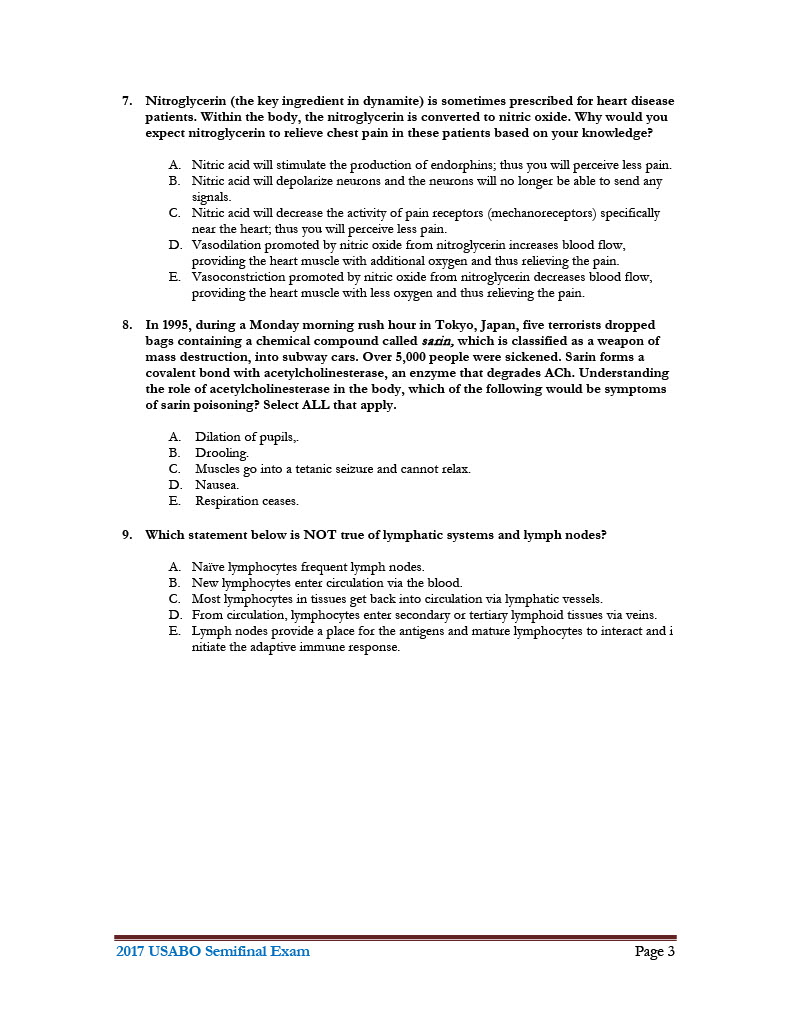 7. Nitroglycerin (the key ingredient in dynamite) is sometimes prescribed for heart disease
patients. Within the body, the nitroglycerin is converted to nitric oxide. Why would you
expect nitroglycerin to relieve chest pain in these patients based on your knowledge?
A. Nitric acid will stimulate the production of endorphins; thus you will perceive less pain.
B. Nitric acid will depolarize neurons and the neurons will no longer be able to send any
signals.
C. Nitric acid will decrease the activity of pain receptors (mechanoreceptors) specifically
near the heart; thus you will perceive less pain.
D. Vasodilation promoted by nitric oxide from nitroglycerin increases blood flow,
providing the heart muscle with additional oxygen and thus relieving the pain.
E. Vasoconstriction promoted by nitric oxide from nitroglycerin decreases blood flow,
providing the heart muscle with less oxygen and thus relieving the pain.
8. In 1995, during a Monday morning rush hour in Tokyo, Japan, five terrorists dropped
bags containing a chemical compound called sarin, which is classified as a weapon of
mass destruction, into subway cars. Over 5,000 people were sickened. Sarin forms a
covalent bond with acetylcholinesterase, an enzyme that degrades ACh. Understanding
the role of acetylcholinesterase in the body, which of the following would be symptoms
of sarin poisoning? Select ALL that apply.
A. Dilation of pupils,.
B. Drooling.
C. Muscles go into a tetanic seizure and cannot relax.
D. Nausea.
E. Respiration ceases.
9. Which statement below is NOT true of lymphatic systems and lymph nodes?
A. Naïve lymphocytes frequent lymph nodes.
B. New lymphocytes enter circulation via the blood.
C. Most lymphocytes in tissues get back into circulation via lymphatic vessels.
D. From circulation, lymphocytes enter secondary or tertiary lymphoid tissues via veins.
E. Lymph nodes provide a place for the antigens and mature lymphocytes to interact and i
nitiate the adaptive immune response.
2017 USABO Semifinal Exam Page 3